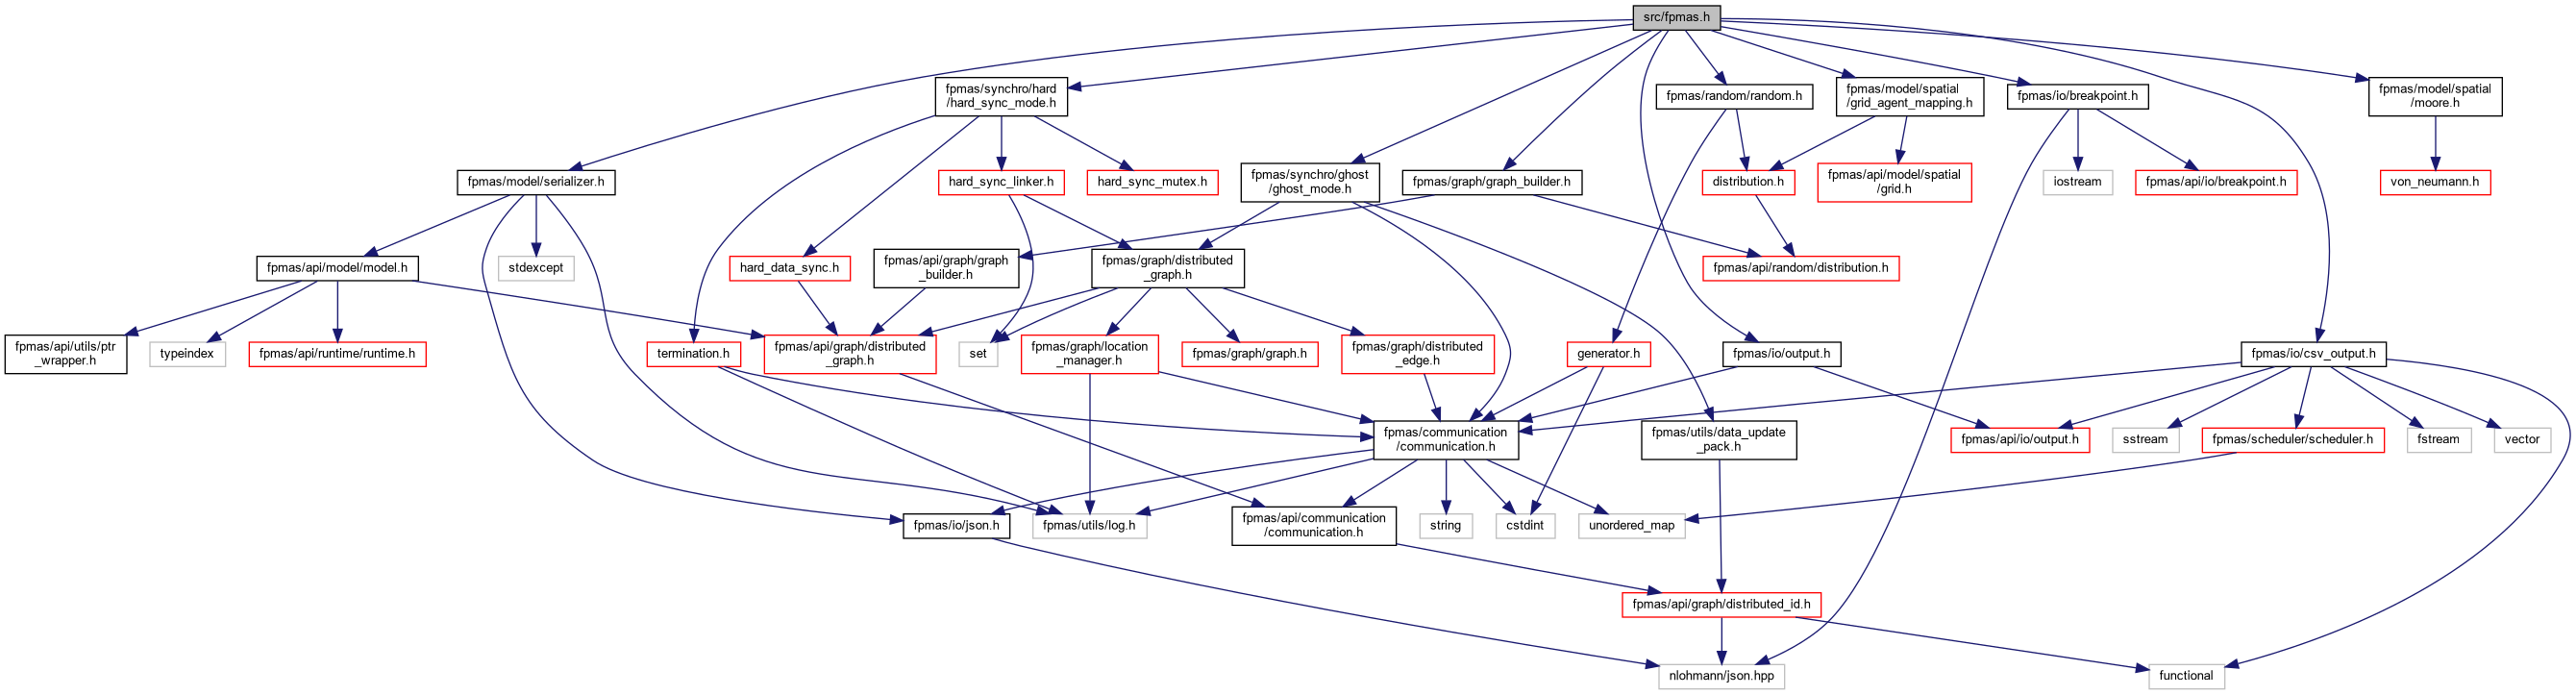 src/fpmas.h
fpmas/synchro/hard
/hard_sync_mode.h
fpmas/random/random.h
fpmas/model/spatial
/grid_agent_mapping.h
fpmas/io/breakpoint.h
fpmas/model/spatial
/moore.h
fpmas/model/serializer.h
hard_sync_linker.h
hard_sync_mutex.h
fpmas/synchro/ghost
/ghost_mode.h
fpmas/graph/graph_builder.h
distribution.h
fpmas/api/model/spatial
/grid.h
iostream
fpmas/api/io/breakpoint.h
von_neumann.h
fpmas/api/model/model.h
stdexcept
hard_data_sync.h
fpmas/api/graph/graph
_builder.h
fpmas/graph/distributed
_graph.h
fpmas/api/random/distribution.h
fpmas/api/utils/ptr
_wrapper.h
typeindex
fpmas/api/runtime/runtime.h
termination.h
fpmas/api/graph/distributed
_graph.h
set
fpmas/graph/location
_manager.h
fpmas/graph/graph.h
fpmas/graph/distributed
_edge.h
generator.h
fpmas/io/output.h
fpmas/io/csv_output.h
fpmas/communication
/communication.h
fpmas/utils/data_update
_pack.h
fpmas/api/io/output.h
sstream
fpmas/scheduler/scheduler.h
fstream
vector
fpmas/io/json.h
fpmas/utils/log.h
fpmas/api/communication
/communication.h
string
cstdint
unordered_map
fpmas/api/graph/distributed_id.h
nlohmann/json.hpp
functional